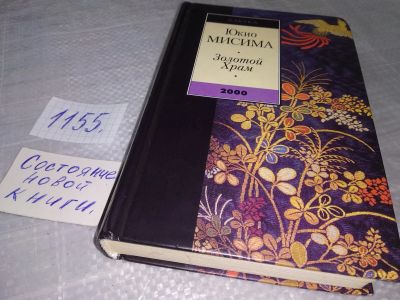 Юкио
МИСИМА
Золотой
Храм
2000
1155.
Состояние
новой
книги.